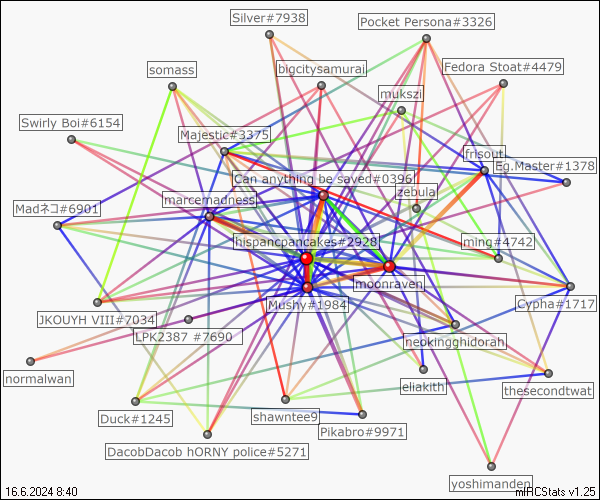 Silver#7938
Pocket Persona#3326
somass
bigcitysamurai
Fedora Stoat#4479
mukszi
Swirly Boi#6154
Majestic#3375
frisout
Eg.Master#1378
Can anything be saved#0396
zebula
marcemadness
Madネコ#6901
hispancpancakes#2928
ming#4742
moonraven
Mushy#1984
Cypha#1717
JKOUYH VIII#7034
LPK2387 #7690
neokingghidorah
normalwan
eliakith
thesecondtwat
Duck#1245
shawntee9
Pikabro#9971
DacobDacob hORNY police#5271
yoshimanden
16.6.2024 8:40
mIRCStats v1.25